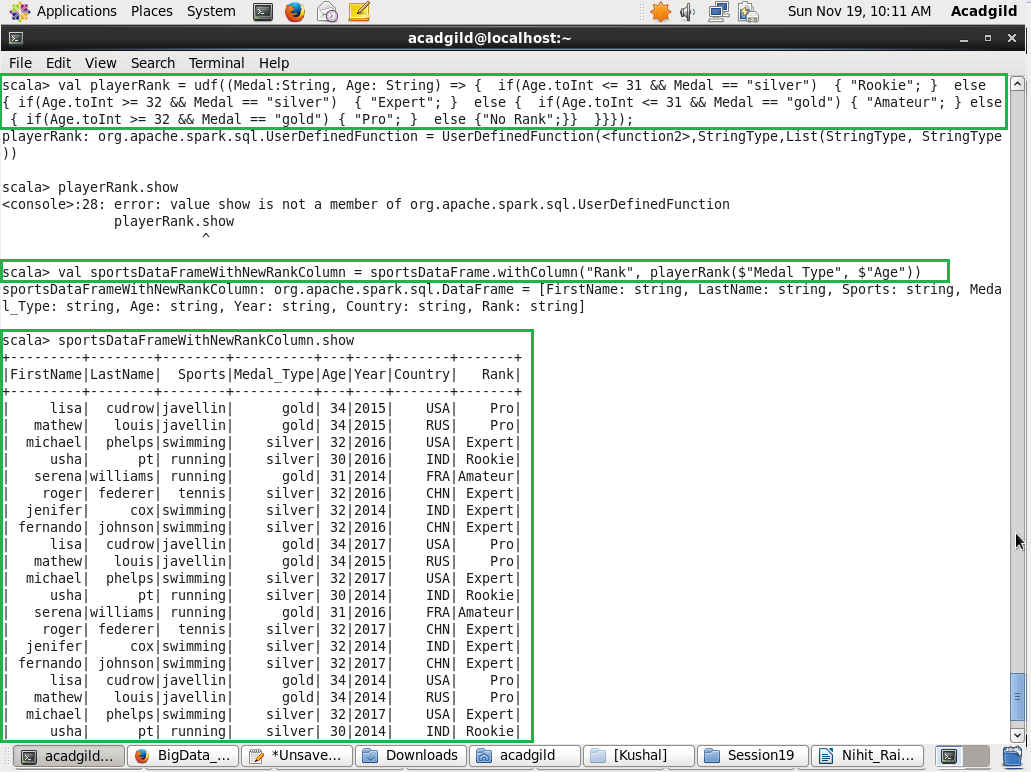 Applications Places System Sun Nov 19, 10:11 AM Acadgild
acadgild@localhost:~
File Edit View Search Terminal Help
scala> val playerRank = udf((Medal:String, Age: String) => {  if(Age.toInt <= 31 && Medal == "silver")  { "Rookie"; }  else
{ if(Age.toInt >= 32 && Medal == "silver")  { "Expert"; }  else {  if(Age.toInt <= 31 && Medal == "gold") { "Amateur"; } else
 { if(Age.toInt >= 32 && Medal == "gold") { "Pro"; }  else {"No Rank";}}  }}});
playerRank: org.apache.spark.sql.UserDefinedFunction = UserDefinedFunction(<function2>,StringType,List(StringType, StringType
))
scala> playerRank.show
<console>:28: error: value show is not a member of org.apache.spark.sql.UserDefinedFunction
              playerRank.show
                         ^
scala> val sportsDataFrameWithNewRankColumn = sportsDataFrame.withColumn("Rank", playerRank($"Medal_Type", $"Age"))
sportsDataFrameWithNewRankColumn: org.apache.spark.sql.DataFrame = [FirstName: string, LastName: string, Sports: string, Meda
l_Type: string, Age: string, Year: string, Country: string, Rank: string]
scala> sportsDataFrameWithNewRankColumn.show
+---------+--------+--------+----------+---+----+-------+-------+
|FirstName|LastName|  Sports|Medal_Type|Age|Year|Country|   Rank|
+---------+--------+--------+----------+---+----+-------+-------+
|     lisa|  cudrow|javellin|      gold| 34|2015|    USA|    Pro|
|   mathew|   louis|javellin|      gold| 34|2015|    RUS|    Pro|
|  michael|  phelps|swimming|    silver| 32|2016|    USA| Expert|
|     usha|      pt| running|    silver| 30|2016|    IND| Rookie|
|   serena|williams| running|      gold| 31|2014|    FRA|Amateur|
|    roger| federer|  tennis|    silver| 32|2016|    CHN| Expert|
|  jenifer|     cox|swimming|    silver| 32|2014|    IND| Expert|
| fernando| johnson|swimming|    silver| 32|2016|    CHN| Expert|
|     lisa|  cudrow|javellin|      gold| 34|2017|    USA|    Pro|
|   mathew|   louis|javellin|      gold| 34|2015|    RUS|    Pro|
|  michael|  phelps|swimming|    silver| 32|2017|    USA| Expert|
|     usha|      pt| running|    silver| 30|2014|    IND| Rookie|
|   serena|williams| running|      gold| 31|2016|    FRA|Amateur|
|    roger| federer|  tennis|    silver| 32|2017|    CHN| Expert|
|  jenifer|     cox|swimming|    silver| 32|2014|    IND| Expert|
| fernando| johnson|swimming|    silver| 32|2017|    CHN| Expert|
|     lisa|  cudrow|javellin|      gold| 34|2014|    USA|    Pro|
|   mathew|   louis|javellin|      gold| 34|2014|    RUS|    Pro|
|  michael|  phelps|swimming|    silver| 32|2017|    USA| Expert|
|     usha|      pt| running|    silver| 30|2014|    IND| Rookie|
acadgild... BigData_... *Unsave... Downloads acadgild [Kushal] Session19 Nihit_Rai...